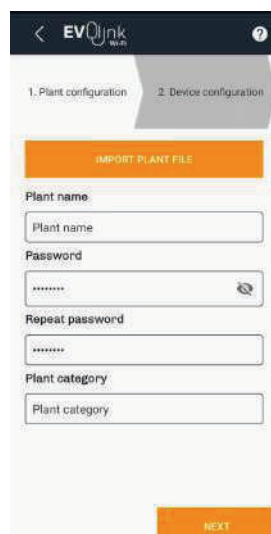 EVOlink
Wi-Fi
1. Plant configuration
2. Device configuration
IMPORT PLANT FILE
Plant name
Plant name
Password
••••••••
Repeat password
••••••••
Plant category
Plant category
NEXT